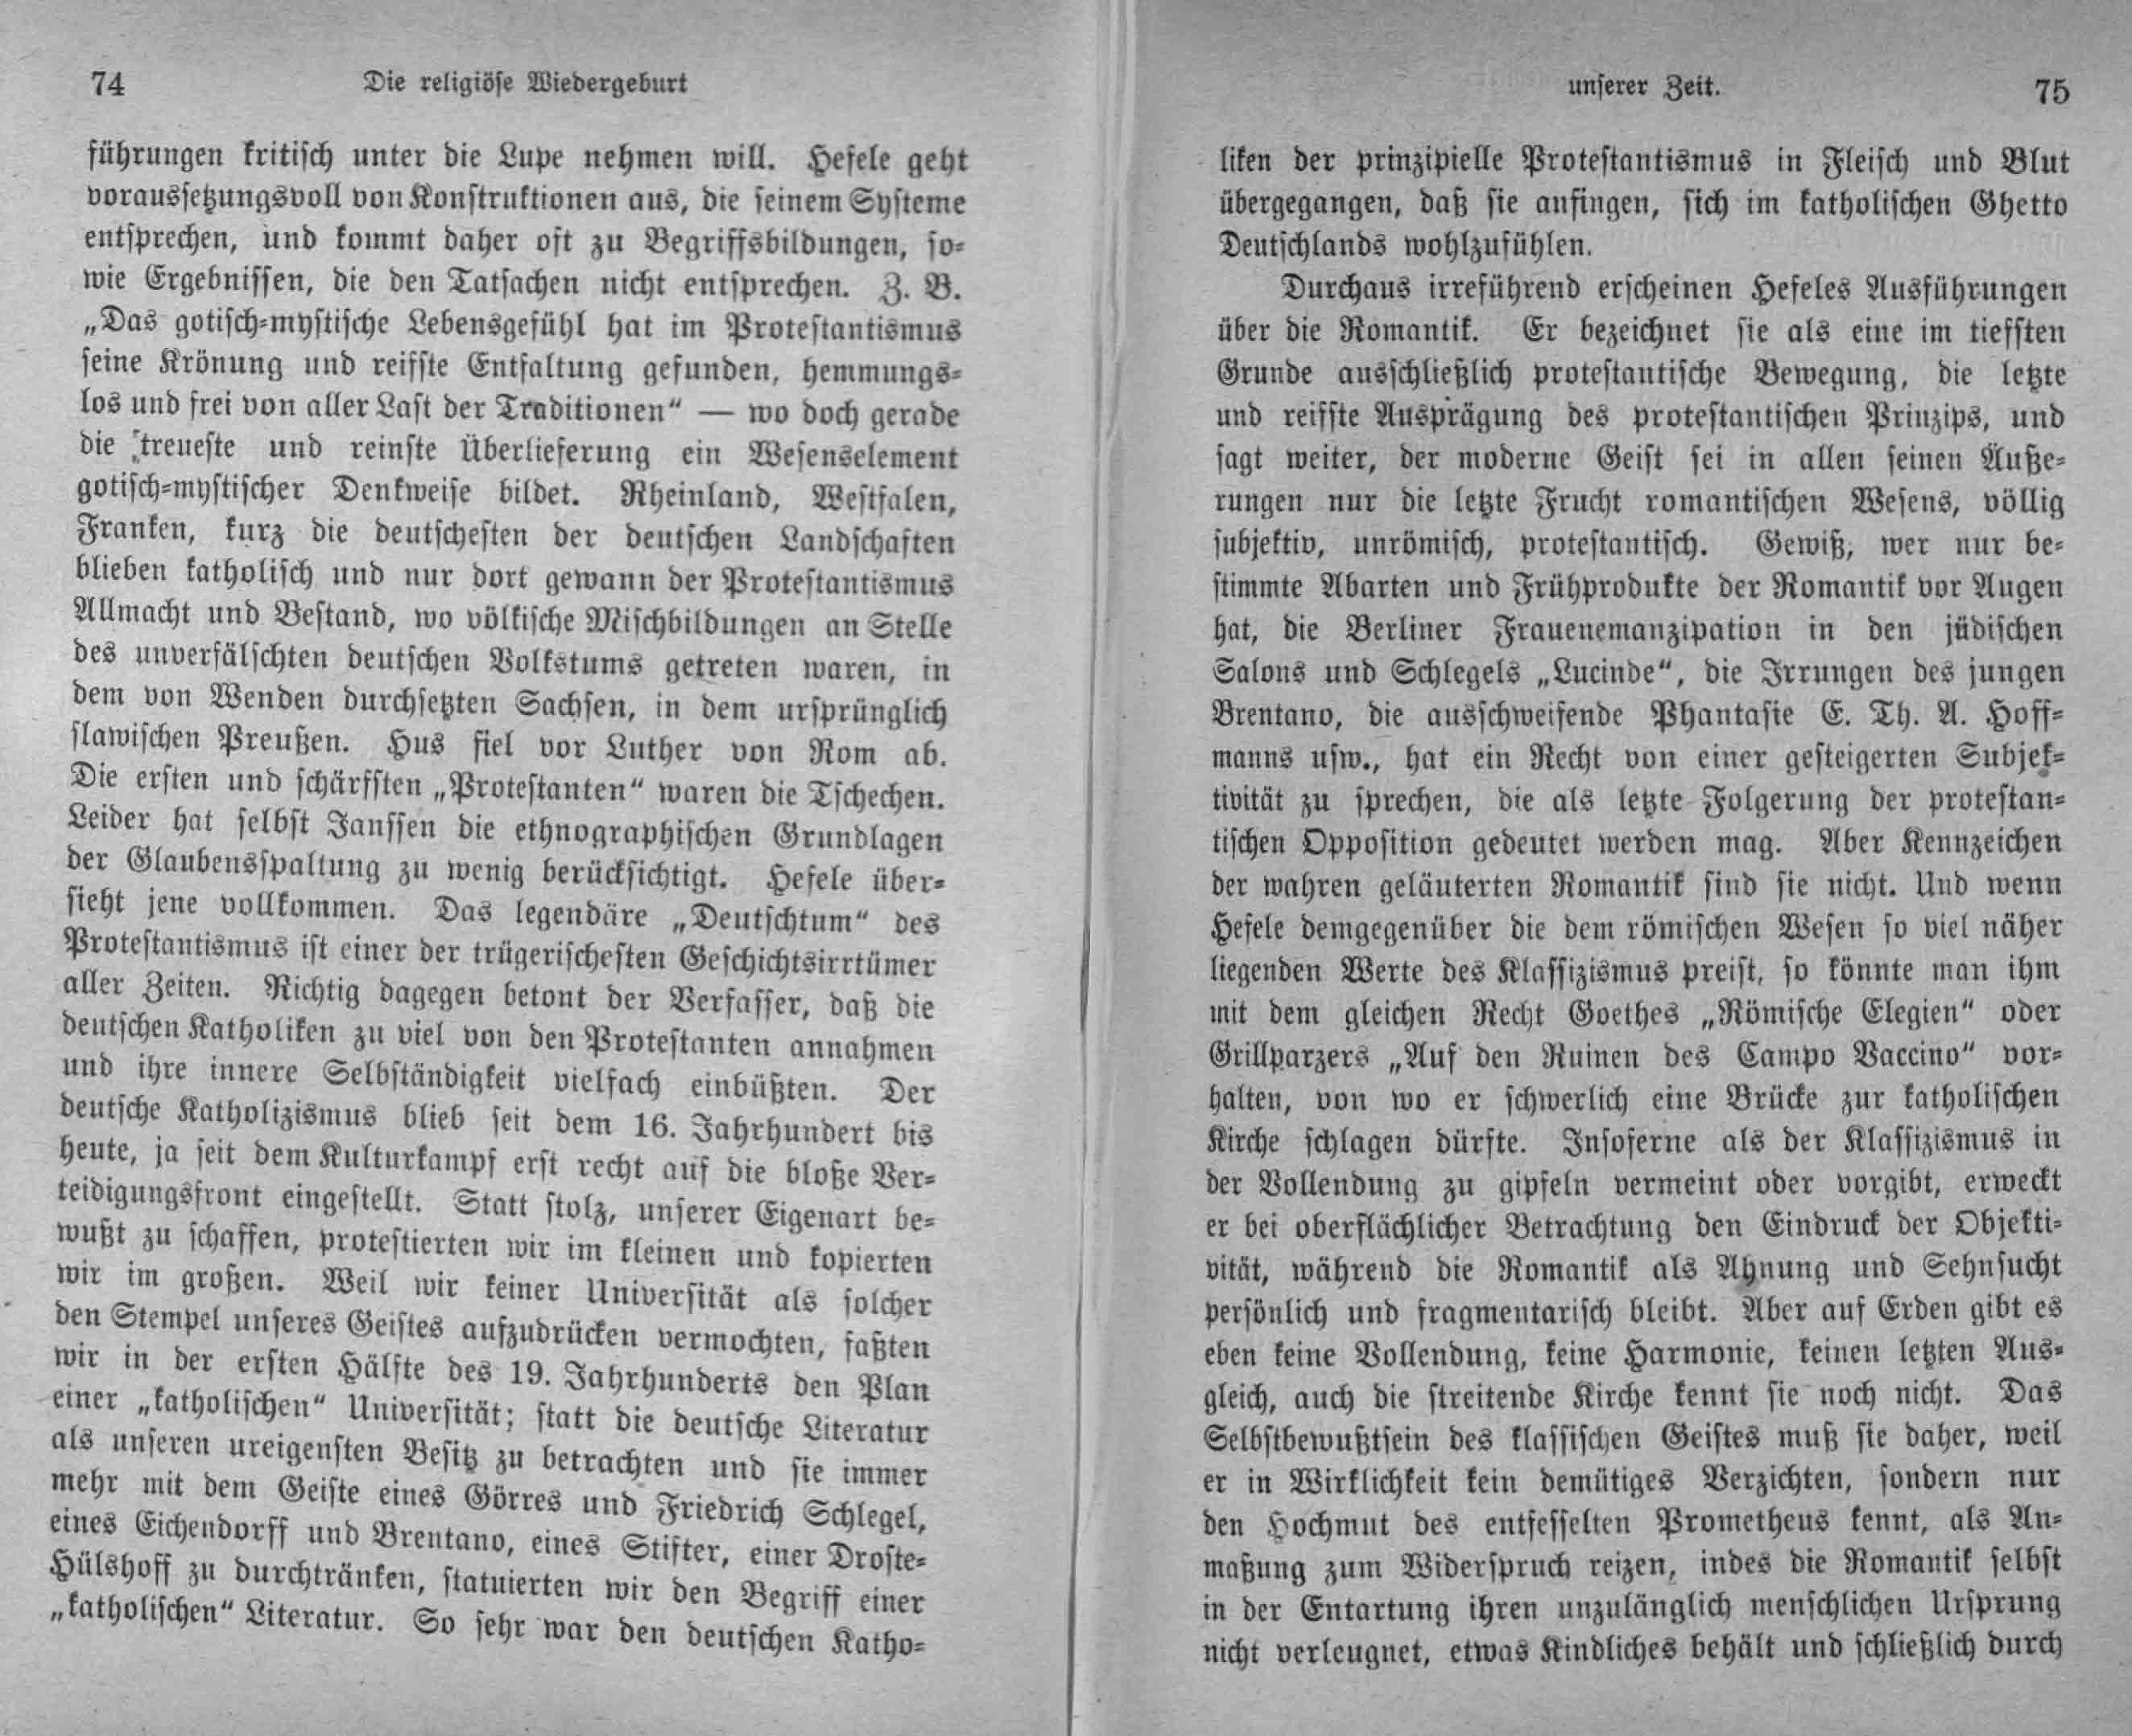 74 Die religiöse Wiedergeburt
führungen kritisch unter die Lupe nehmen will. Hefele geht
voraussetzungsvoll von Konstruktionen aus, die seinem Systeme
entsprechen, und kommt daher oft zu Begriffsbildungen, so-
wie Ergebnissen, die den Tatsachen nicht entsprechen. Z. B.
„Das gotisch-mystische Lebensgefühl hat im Protestantismus
seine Krönung und reifste Entfaltung gefunden, hemmungs-
los und frei von aller Last der Traditionen“ — wo doch gerade
die treueste und reinste Überlieferung ein Wesenselement
gotisch-mystischer Denkweise bildet. Rheinland, Westfalen,
Franken, kurz die deutschesten der deutschen Landschaften
blieben katholisch und nur dort gewann der Protestantismus
Allmacht und Bestand, wo völkische Mischbildungen an Stelle
des unverfälschten deutschen Volkstums getreten waren, in
dem von Wenden durchsetzten Sachsen, in dem ursprünglich
slawischen Preußen. Hus fiel vor Luther von Rom ab.
Die ersten und schärfsten „Protestanten“ waren die Tschechen.
Leider hat selbst Janssen die ethnographischen Grundlagen
der Glaubensspaltung zu wenig berücksichtigt. Hefele über-
sieht jene vollkommen. Das legendäre „Deutschtum“ des
Protestantismus ist einer der trügerischesten Geschichtsirrtümer
aller Zeiten. Richtig dagegen betont der Verfasser, daß die
deutschen Katholiken zu viel von den Protestanten annahmen
und ihre innere Selbständigkeit vielfach einbüßten. Der
deutsche Katholizismus blieb seit dem 16. Jahrhundert bis
heute, ja seit dem Kulturkampf erst recht auf die bloße Ver-
teidigungsfront eingestellt. Statt stolz, unserer Eigenart be-
wußt zu schaffen, protestierten wir im kleinen und kopierten
wir im großen. Weil wir keiner Universität als solcher
den Stempel unseres Geistes aufzudrücken vermochten, faßten
wir in der ersten Hälfte des 19. Jahrhunderts den Plan
einer „katholischen“ Universität; statt die deutsche Literatur
als unseren ureigensten Besitz zu betrachten und sie immer
mehr mit dem Geiste eines Görres und Friedrich Schlegel,
eines Eichendorff und Brentano, eines Stifter, einer Droste-
Hülshoff zu durchtränken, statuierten wir den Begriff einer
„katholischen“ Literatur. So sehr war den deutschen Katho-
unserer Zeit. 75
liken der prinzipielle Protestantismus in Fleisch und Blut
übergegangen, daß sie anfingen, sich im katholischen Ghetto
Deutschlands wohlzufühlen.
Durchaus irreführend erscheinen Hefeles Ausführungen
über die Romantik. Er bezeichnet sie als eine im tiefsten
Grunde ausschließlich protestantische Bewegung, die letzte
und reifste Ausprägung des protestantischen Prinzips, und
sagt weiter, der moderne Geist sei in allen seinen Äuße-
rungen nur die letzte Frucht romantischen Wesens, völlig
subjektiv, unrömisch, protestantisch. Gewiß, wer nur be-
stimmte Abarten und Frühprodukte der Romantik vor Augen
hat, die Berliner Frauenemanzipation in den jüdischen
Salons und Schlegels „Lucinde“, die Irrungen des jungen
Brentano, die ausschweifende Phantasie E. Th. A. Hoff-
manns usw., hat ein Recht von einer gesteigerten Subjek-
tivität zu sprechen, die als letzte Folgerung der protestan-
tischen Opposition gedeutet werden mag. Aber Kennzeichen
der wahren geläuterten Romantik sind sie nicht. Und wenn
Hefele demgegenüber die dem römischen Wesen so viel näher
liegenden Werte des Klassizismus preist, so könnte man ihm
mit dem gleichen Recht Goethes „Römische Elegien“ oder
Grillparzers „Auf den Ruinen des Campo Vaccino“ vor-
halten, von wo er schwerlich eine Brücke zur katholischen
Kirche schlagen dürfte. Insoferne als der Klassizismus in
der Vollendung zu gipfeln vermeint oder vorgibt, erweckt
er bei oberflächlicher Betrachtung den Eindruck der Objekti-
vität, während die Romantik als Ahnung und Sehnsucht
persönlich und fragmentarisch bleibt. Aber auf Erden gibt es
eben keine Vollendung, keine Harmonie, keinen letzten Aus-
gleich, auch die streitende Kirche kennt sie noch nicht. Das
Selbstbewußtsein des klassischen Geistes muß sie daher, weil
er in Wirklichkeit kein demütiges Verzichten, sondern nur
den Hochmut des entfesselten Prometheus kennt, als An-
maßung zum Widerspruch reizen, indes die Romantik selbst
in der Entartung ihren unzulänglich menschlichen Ursprung
nicht verleugnet, etwas Kindliches behält und schließlich durch